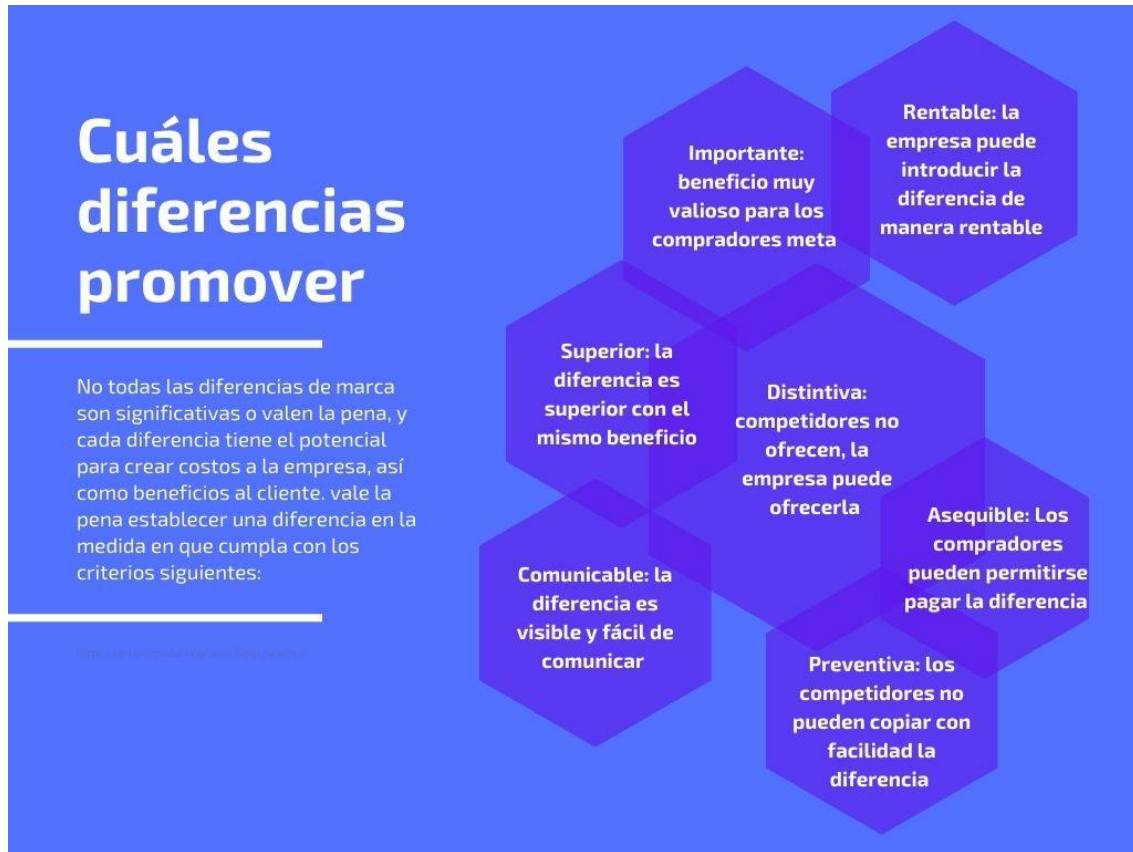 Cuáles
diferencias
promover
No todas las diferencias de marca
son significativas o valen la pena, y
cada diferencia tiene el potencial
para crear costos a la empresa, así
como beneficios al cliente. vale la
pena establecer una diferencia en la
medida en que cumpla con los
criterios siguientes:
Importante:
beneficio muy
valioso para los
compradores meta
Rentable: la
empresa puede
introducir la
diferencia de
manera rentable
Superior: la
diferencia es
superior con el
mismo beneficio
Distintiva:
competidores no
ofrecen, la
empresa puede
ofrecerla
Asequible: Los
compradores
pueden permitirse
pagar la diferencia
Comunicable: la
diferencia es
visible y fácil de
comunicar
Preventiva: los
competidores no
pueden copiar con
facilidad la
diferencia